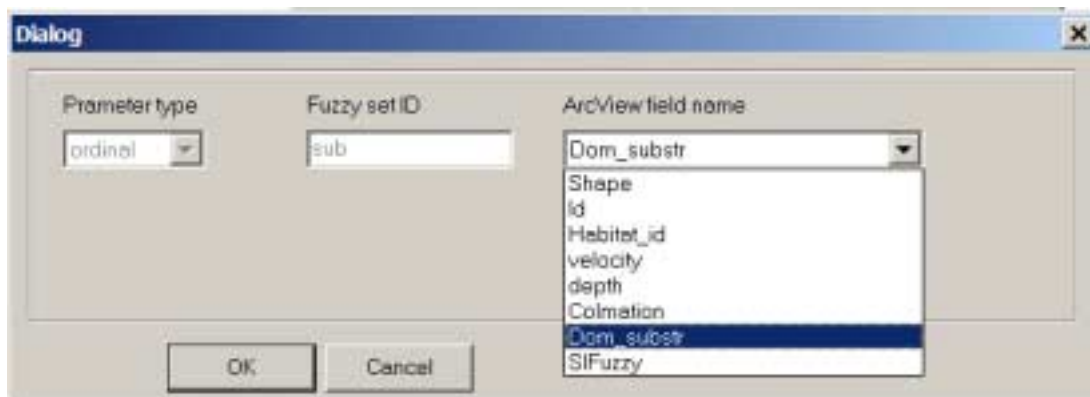 Dialog
Prameter type
Fuzzy set ID
ArcView field name
ordinal
sub
Dom_substr
Shape
Id
Habitat_id
velocity
depth
Colmation
Dom_substr
SIFuzzy
OK
Cancel